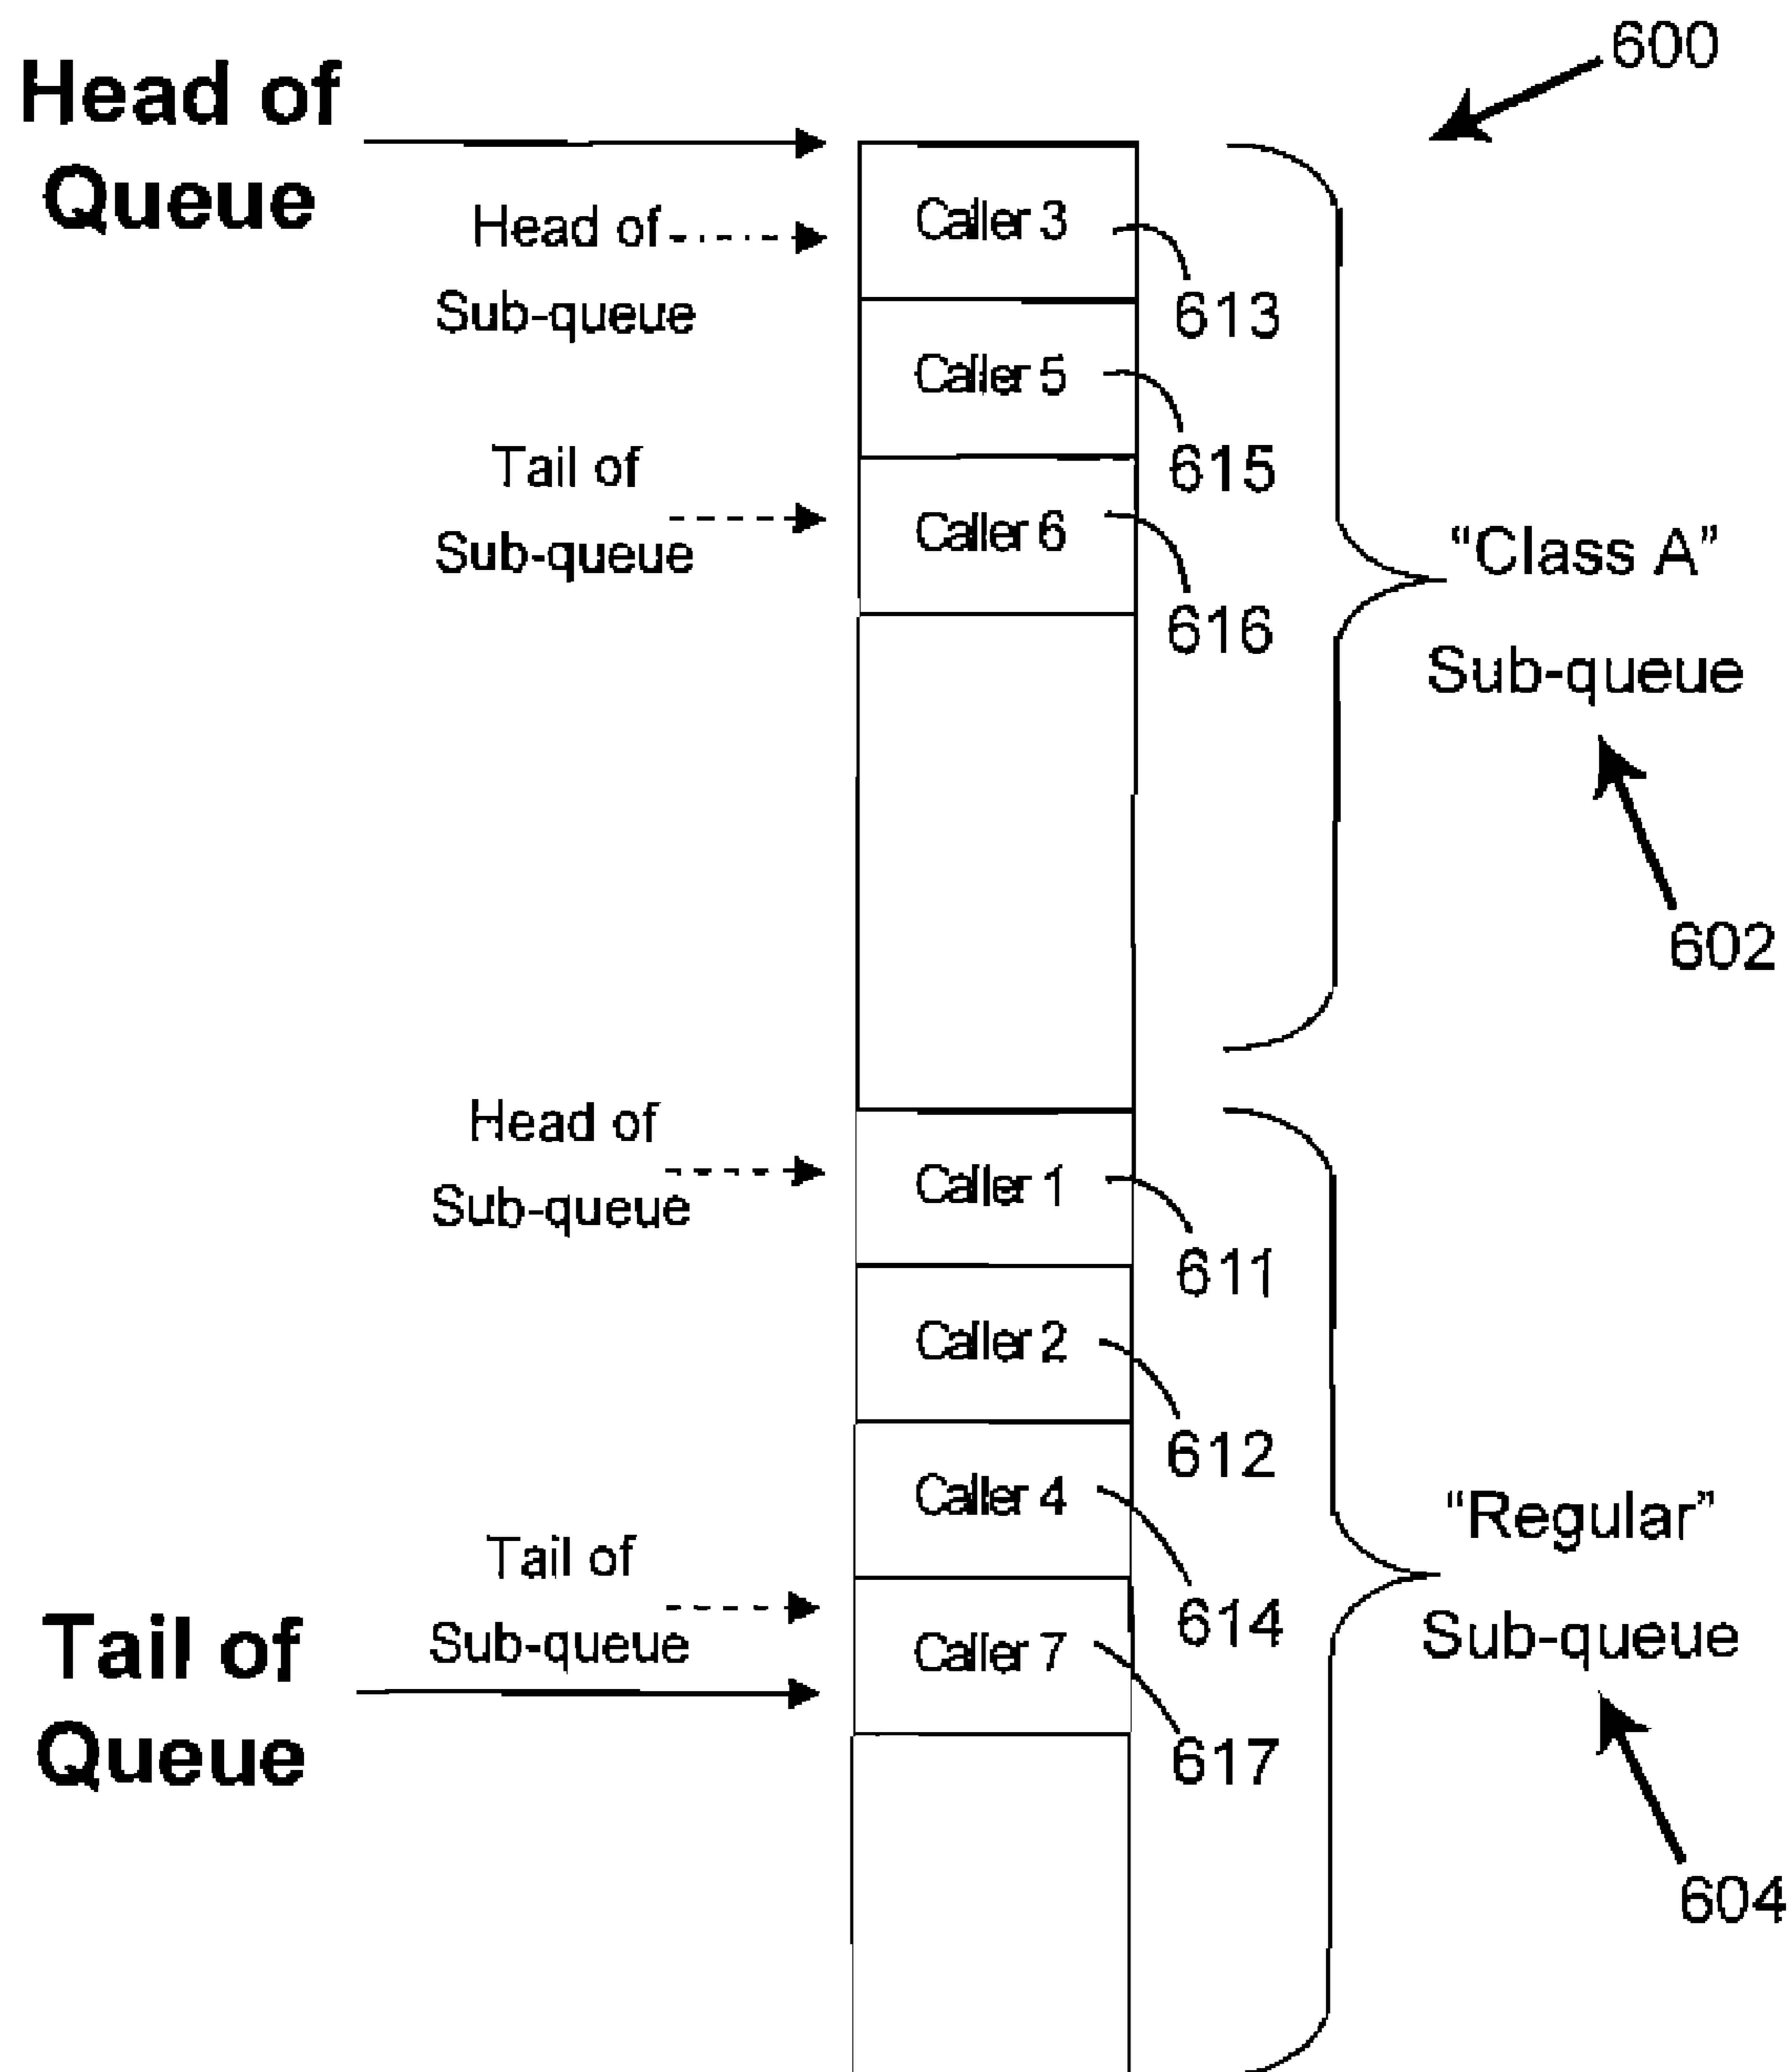 600
Head of
Queue
Head of
Sub-queue
Caller 3
613
Caller 5
615
Tail of
Sub-queue
Caller 6
616
“Class A”
Sub-queue
602
Head of
Sub-queue
Caller 1
611
Caller 2
612
Caller 4
614
“Regular”
Sub-queue
604
Tail of
Sub-queue
Caller 7
617
Tail of
Queue